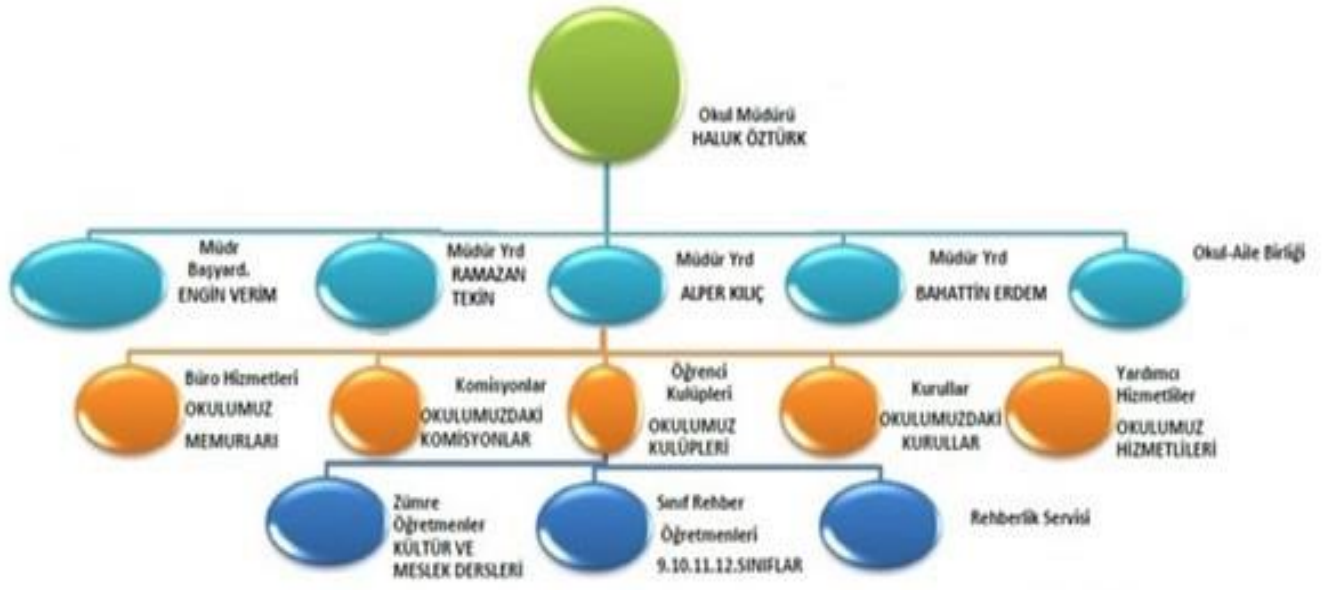 Okul Müdürü
HALUK ÖZTÜRK
Müdr
Başyard.
ENGİN VERİM
Müdür Yrd
RAMAZAN
TEKİN
Müdür Yrd
ALPER KILIÇ
Müdür Yrd
BAHATTİN ERDEM
Okul-Aile Birliği
Büro Hizmetleri
OKULUMUZ
MEMURLARI
Komisyonlar
OKULUMUZDAKİ
KOMİSYONLAR
Öğrenci
Kulüpleri
OKULUMUZ
KULÜPLERİ
Kurullar
OKULUMUZDAKİ
KURULLAR
Yardımcı
Hizmetliler
OKULUMUZ
HİZMETLİLERİ
Zümre
Öğretmenler
KÜLTÜR VE
MESLEK DERSLERİ
Sınıf Rehber
Öğretmenleri
9.10.11.12.SINIFLAR
Rehberlik Servisi